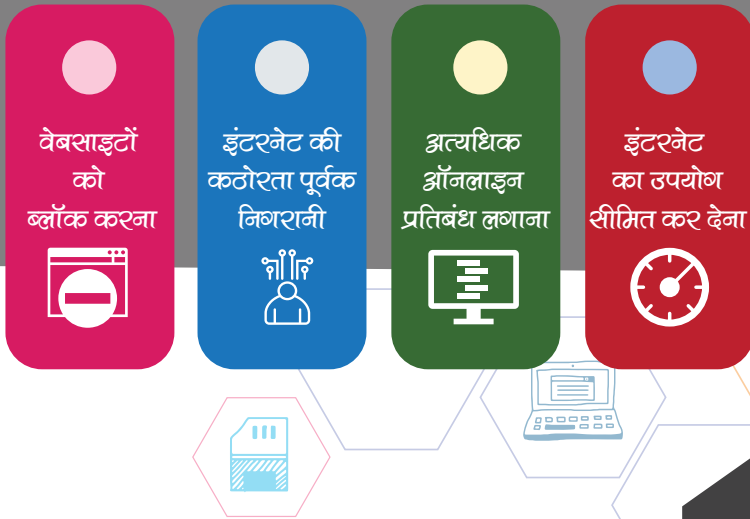 वेबसाइटों
को
ब्लॉक करना
इंटरनेट की
कठोरता पूर्वक
निगरानी
अत्यधिक
ऑनलाइन
प्रतिबंध लगाना
इंटरनेट
का उपयोग
सीमित कर देना